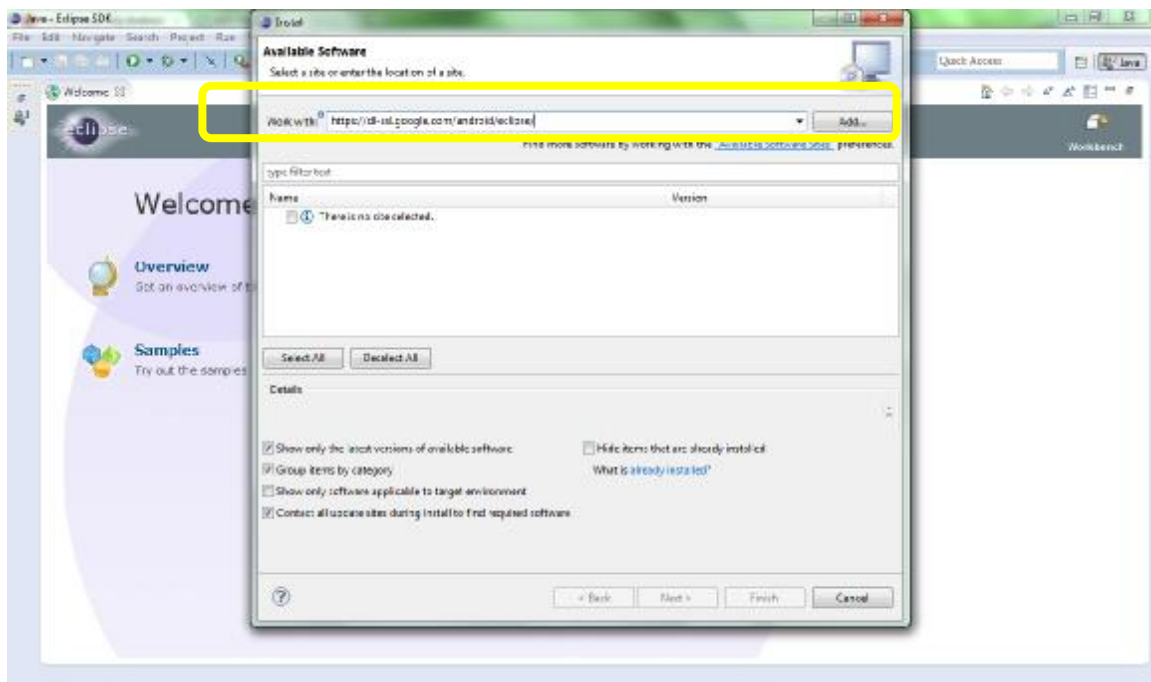 Java - Eclipse SDK
File Edit Navigate Search Project Run
Install
Available Software
Select a site or enter the location of a site.
Quick Access
Java
Welcome
eclipse
Work with: https://dl-ssl.google.com/android/eclipse/
Add...
Find more software by working with the "Available Software Sites" preferences.
Workbench
type filter text
Name Version
There is no site selected.
Welcome
Overview
Get an overview of
Samples
Try out the samples
Select All Deselect All
Details
Show only the latest versions of available software
Hide items that are already installed
Group items by category
What is already installed?
Show only software applicable to target environment
Contact all update sites during install to find required software
< Back Next > Finish Cancel